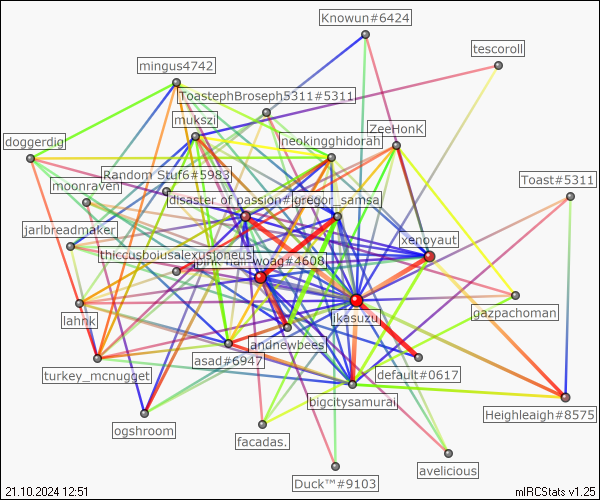 Knowun#6424
tescoroll
mingus4742
ToastephBroseph5311#5311
mukszi
ZeeHonK
doggerdig
neokingghidorah
Random Stuf6#5983
Toast#5311
moonraven
disaster of passion#
gregor_samsa
jarlbreadmaker
xenoyaut
thiccusboiusalexusjoneus
woag#4608
lahnk
ikasuzu
gazpachoman
andnewbees
asad#6947
turkey_mcnugget
default#0617
bigcitysamurai
Heighleaigh#8575
ogshroom
facadas.
avelicious
Duck™#9103
21.10.2024 12:51
mIRCStats v1.25